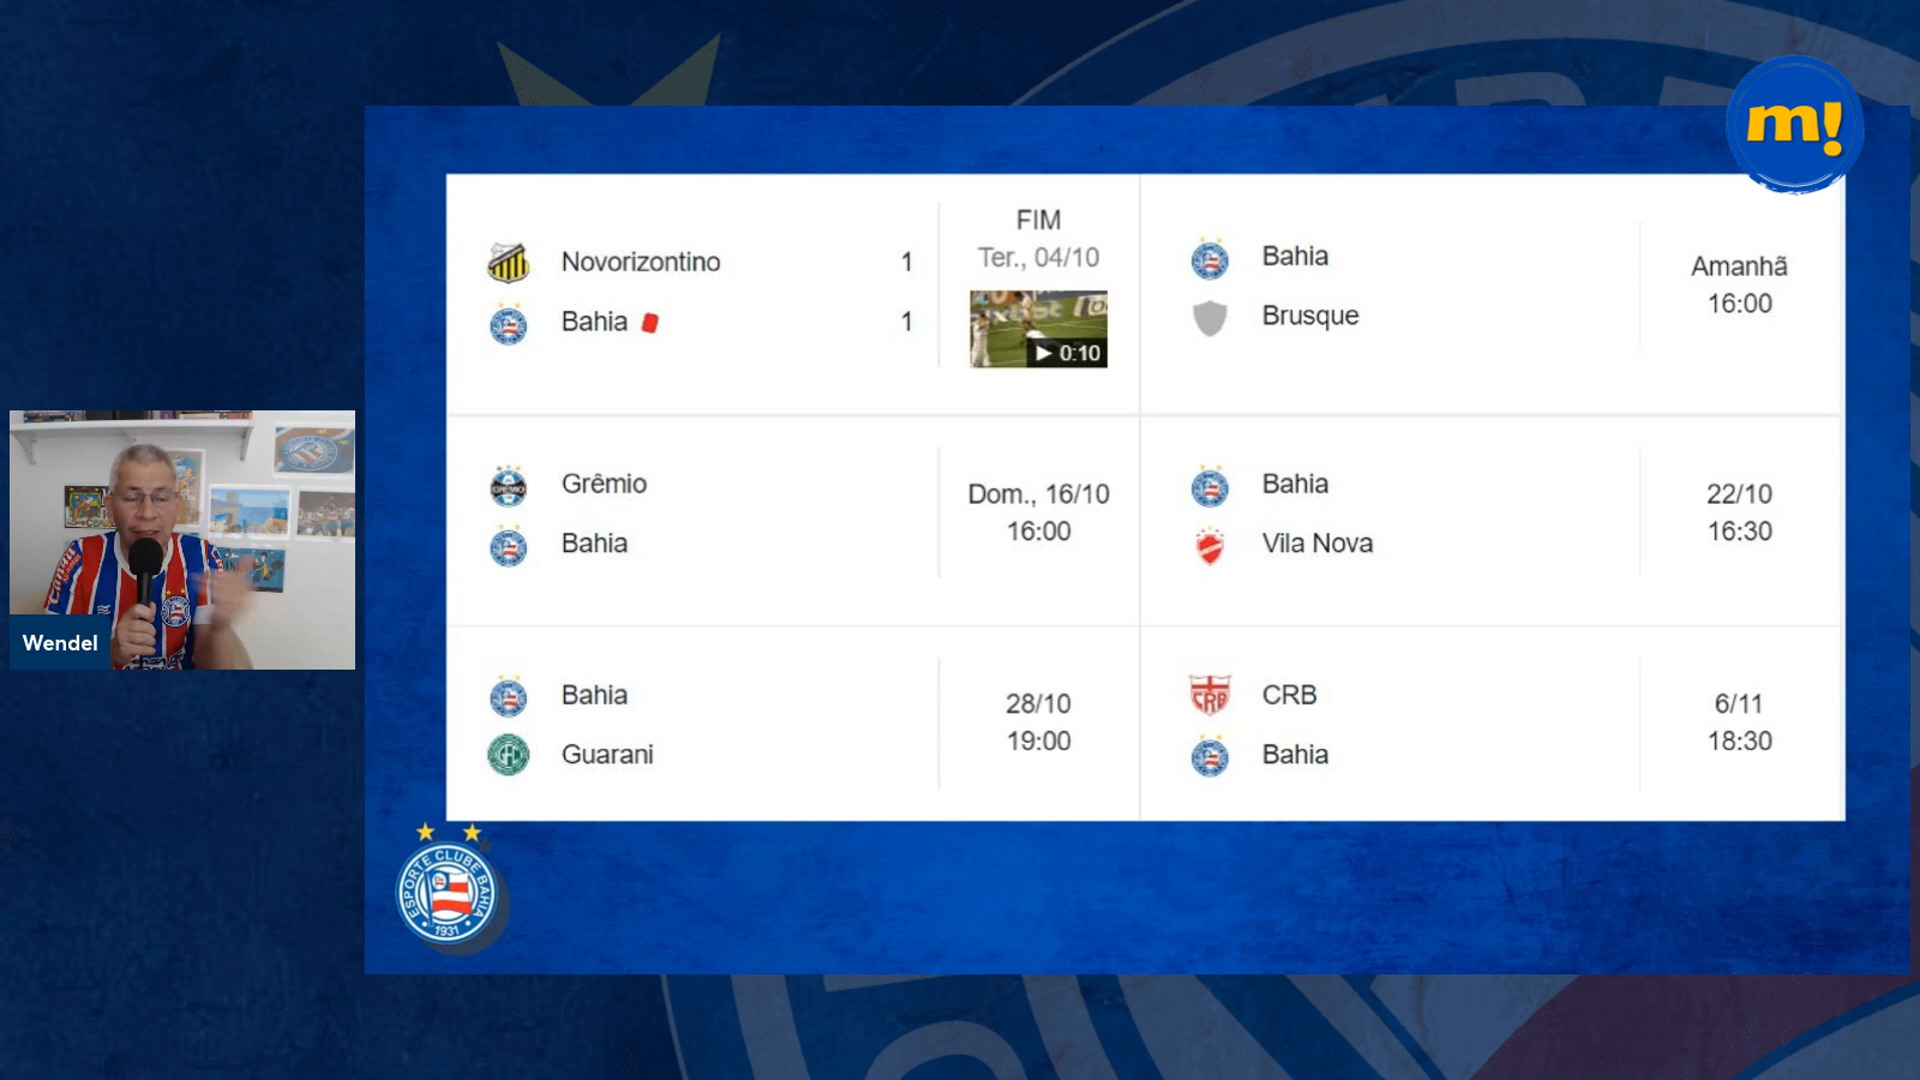 m!
Novorizontino 1
Bahia 1
FIM
Ter., 04/10
0:10
Bahia
Brusque
Amanhã
16:00
Grêmio
Bahia
Dom., 16/10
16:00
Bahia
Vila Nova
22/10
16:30
Bahia
Guarani
28/10
19:00
CRB
CRB
Bahia
6/11
18:30
Wendel
ESPORTE CLUBE BAHIA
1931